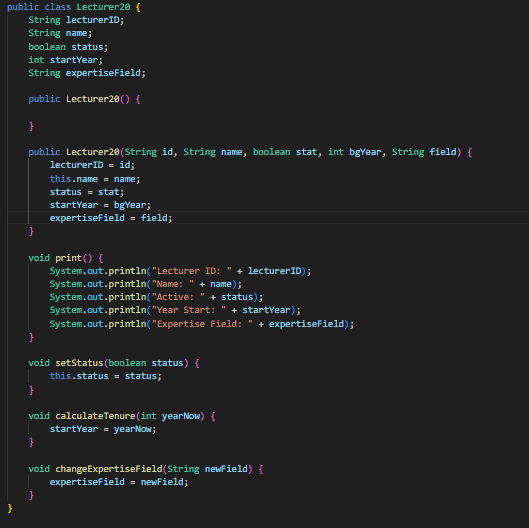 public class Lecturer20 {
    String lecturerID;
    String name;
    boolean status;
    int startYear;
    String expertiseField;

    public Lecturer20() {

    }

    public Lecturer20(String id, String name, boolean stat, int bgYear, String field) {
        lecturerID = id;
        this.name = name;
        status = stat;
        startYear = bgYear;
        expertiseField = field;
    }

    void print() {
        System.out.println("Lecturer ID: " + lecturerID);
        System.out.println("Name: " + name);
        System.out.println("Active: " + status);
        System.out.println("Year Start: " + startYear);
        System.out.println("Expertise Field: " + expertiseField);
    }

    void setStatus(boolean status) {
        this.status = status;
    }

    void calculateTenure(int yearNow) {
        startYear = yearNow;
    }

    void changeExpertiseField(String newField) {
        expertiseField = newField;
    }
}